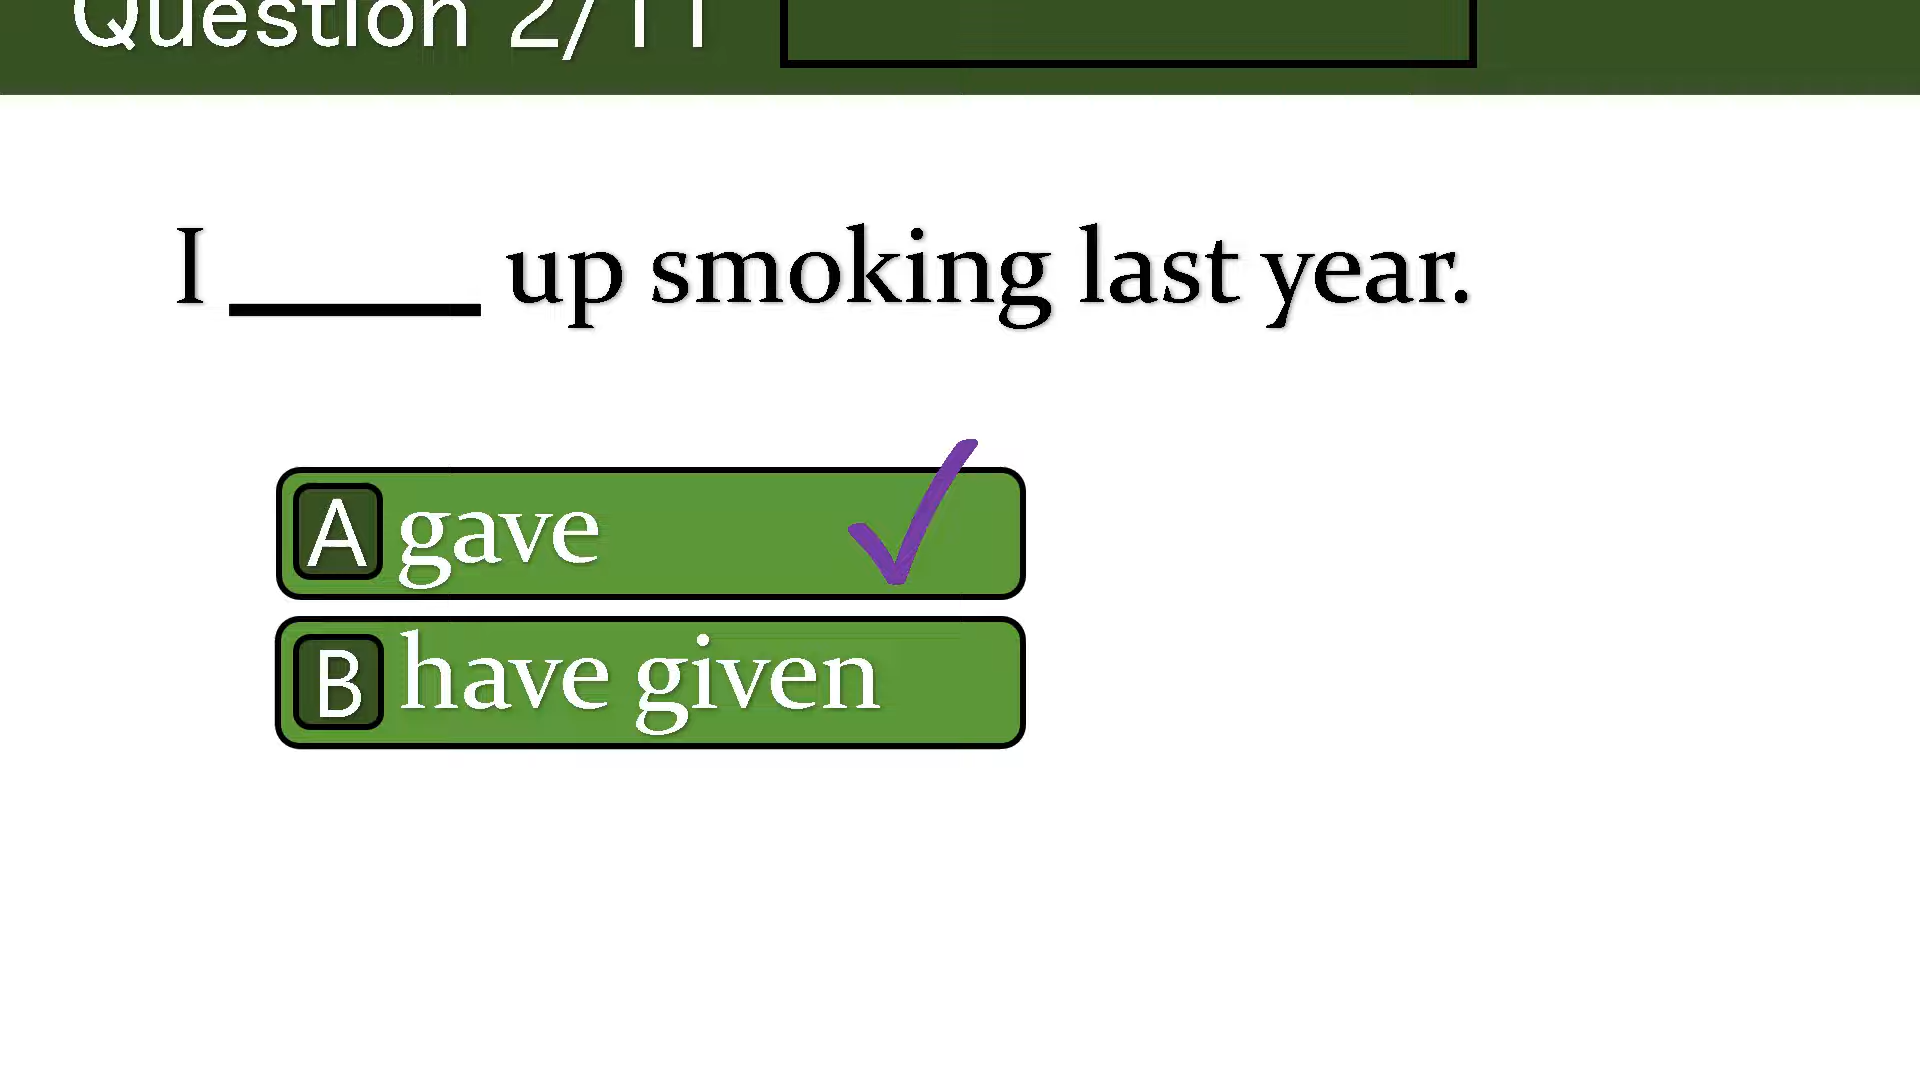 Question 2/11
I _____ up smoking last year.
A gave
B have given